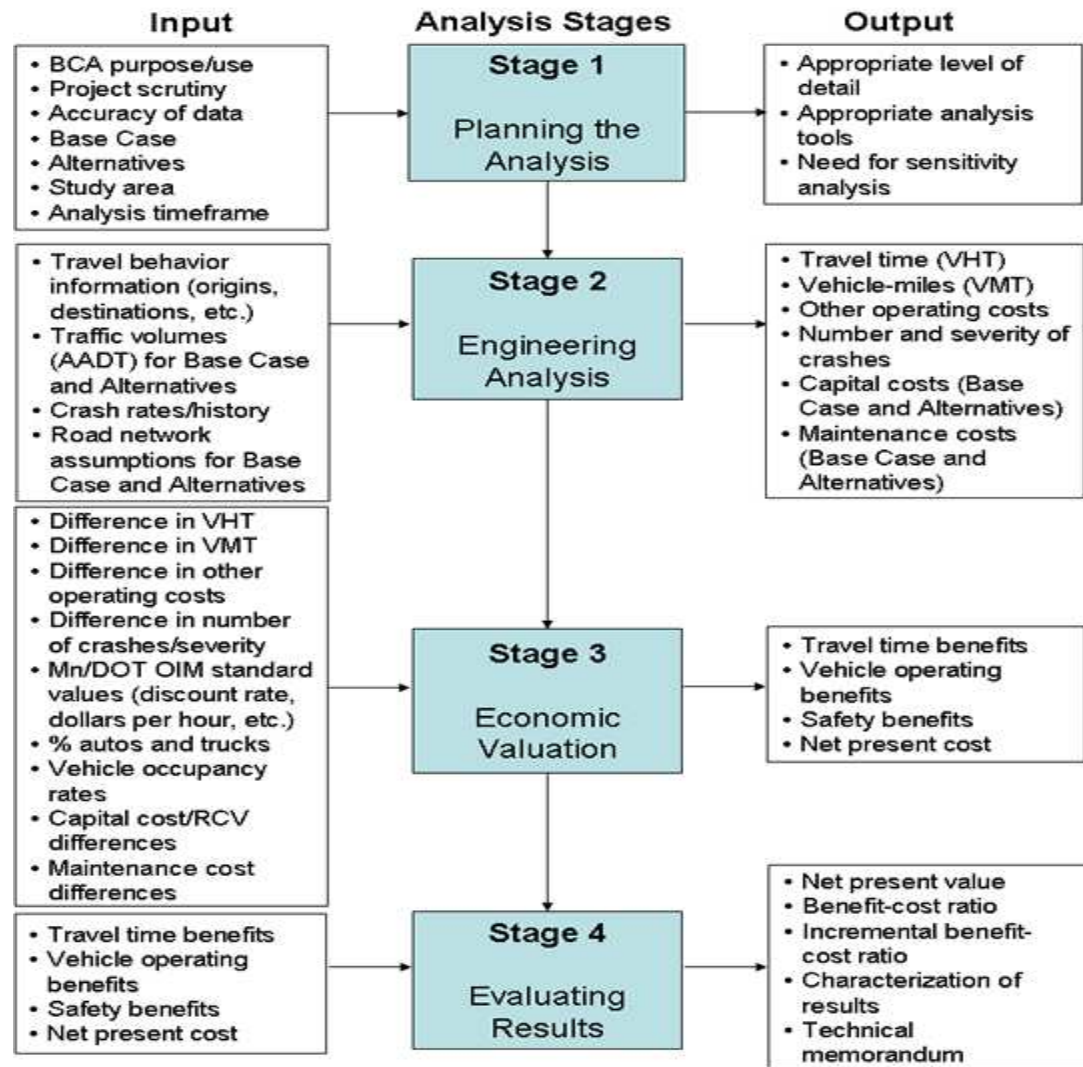 Input
Analysis Stages
Output
• BCA purpose/use
• Project scrutiny
• Accuracy of data
• Base Case
• Alternatives
• Study area
• Analysis timeframe
Stage 1
Planning the
Analysis
• Appropriate level of
detail
• Appropriate analysis
tools
• Need for sensitivity
analysis
• Travel behavior
information (origins,
destinations, etc.)
• Traffic volumes
(AADT) for Base Case
and Alternatives
• Crash rates/history
• Road network
assumptions for Base
Case and Alternatives
Stage 2
Engineering
Analysis
• Travel time (VHT)
• Vehicle-miles (VMT)
• Other operating costs
• Number and severity of
crashes
• Capital costs (Base
Case and Alternatives)
• Maintenance costs
(Base Case and
Alternatives)
• Difference in VHT
• Difference in VMT
• Difference in other
operating costs
• Difference in number
of crashes/severity
• Mn/DOT OIM standard
values (discount rate,
dollars per hour, etc.)
• % autos and trucks
• Vehicle occupancy
rates
• Capital cost/RCV
differences
• Maintenance cost
differences
Stage 3
Economic
Valuation
• Travel time benefits
• Vehicle operating
benefits
• Safety benefits
• Net present cost
• Travel time benefits
• Vehicle operating
benefits
• Safety benefits
• Net present cost
Stage 4
Evaluating
Results
• Net present value
• Benefit-cost ratio
• Incremental benefit-
cost ratio
• Characterization of
results
• Technical
memorandum